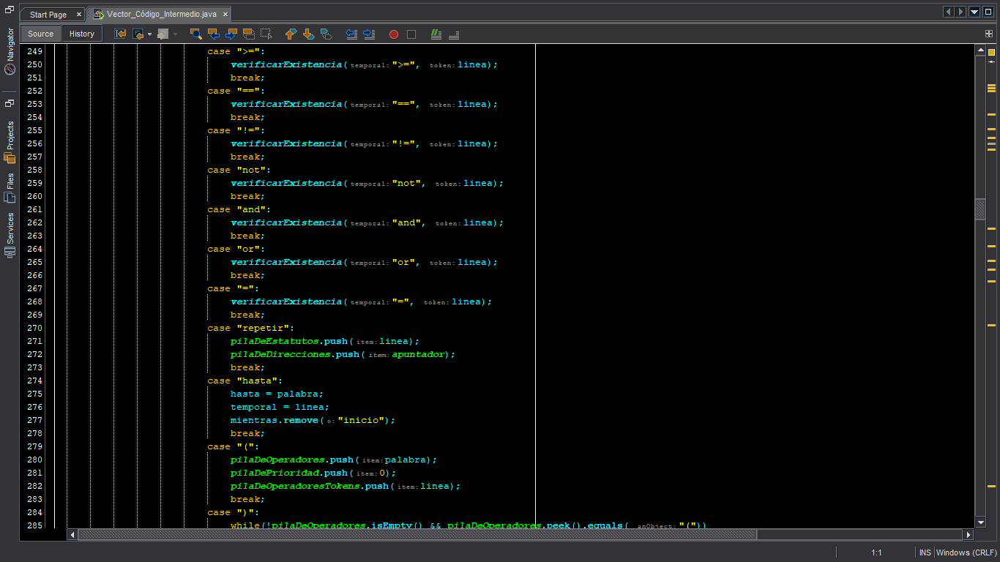 Start Page
Vector_Código_Intermedio.java
Source
History
Navigator
Projects
Files
Services
249 case ">=":
250 verificarExistencia( temporal: ">=", token: linea);
251 break;
252 case "==":
253 verificarExistencia( temporal: "==", token: linea);
254 break;
255 case "!=":
256 verificarExistencia( temporal: "!=", token: linea);
257 break;
258 case "not":
259 verificarExistencia( temporal: "not", token: linea);
260 break;
261 case "and":
262 verificarExistencia( temporal: "and", token: linea);
263 break;
264 case "or":
265 verificarExistencia( temporal: "or", token: linea);
266 break;
267 case "=":
268 verificarExistencia( temporal: "=", token: linea);
269 break;
270 case "repetir":
271 pilaDeEstatutos.push( item: linea);
272 pilaDeDirecciones.push( item: apuntador);
273 break;
274 case "hasta":
275 hasta = palabra;
276 temporal = linea;
277 mientras.remove( o: "inicio");
278 break;
279 case "(":
280 pilaDeOperadores.push( item: palabra);
281 pilaDePrioridad.push( item: 0);
282 pilaDeOperadoresTokens.push( item: linea);
283 break;
284 case ")":
285 while(!pilaDeOperadores.isEmpty() && pilaDeOperadores.peek().equals( anObject: "("))
1:1
INS
Windows (CRLF)